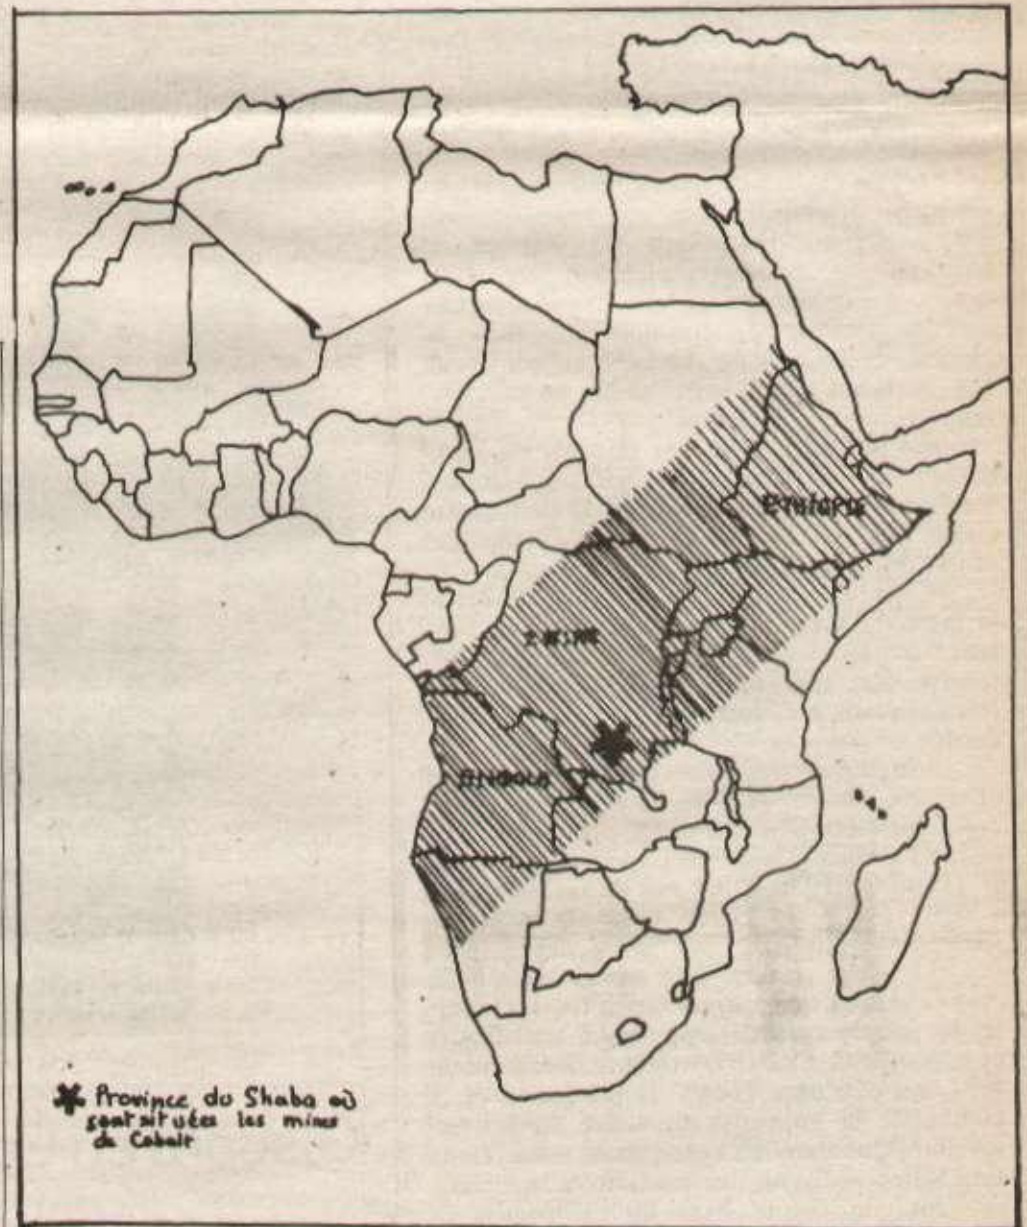 ETHIOPIE
ZAIRE
ANGOLA
Province du Shaba où
sont situées les mines
de Cobalt